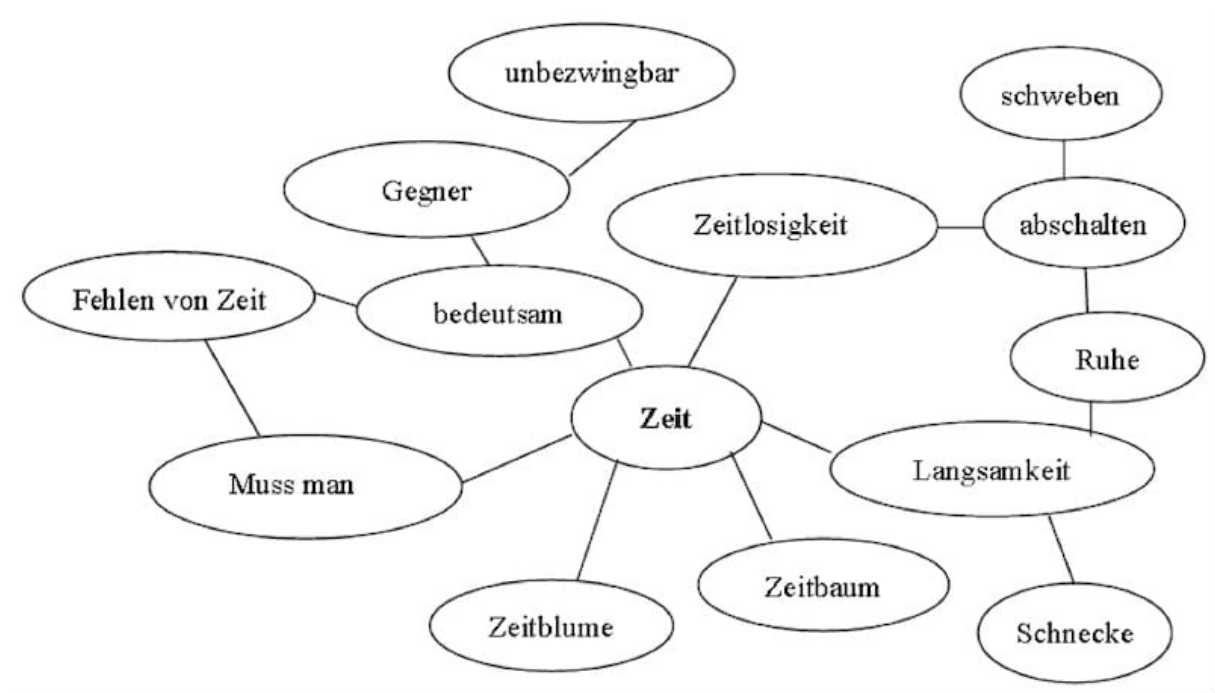 unbezwingbar
schweben
Gegner
Zeitlosigkeit
abschalten
Fehlen von Zeit
bedeutsam
Ruhe
Zeit
Langsamkeit
Muss man
Zeitbaum
Zeitblume
Schnecke